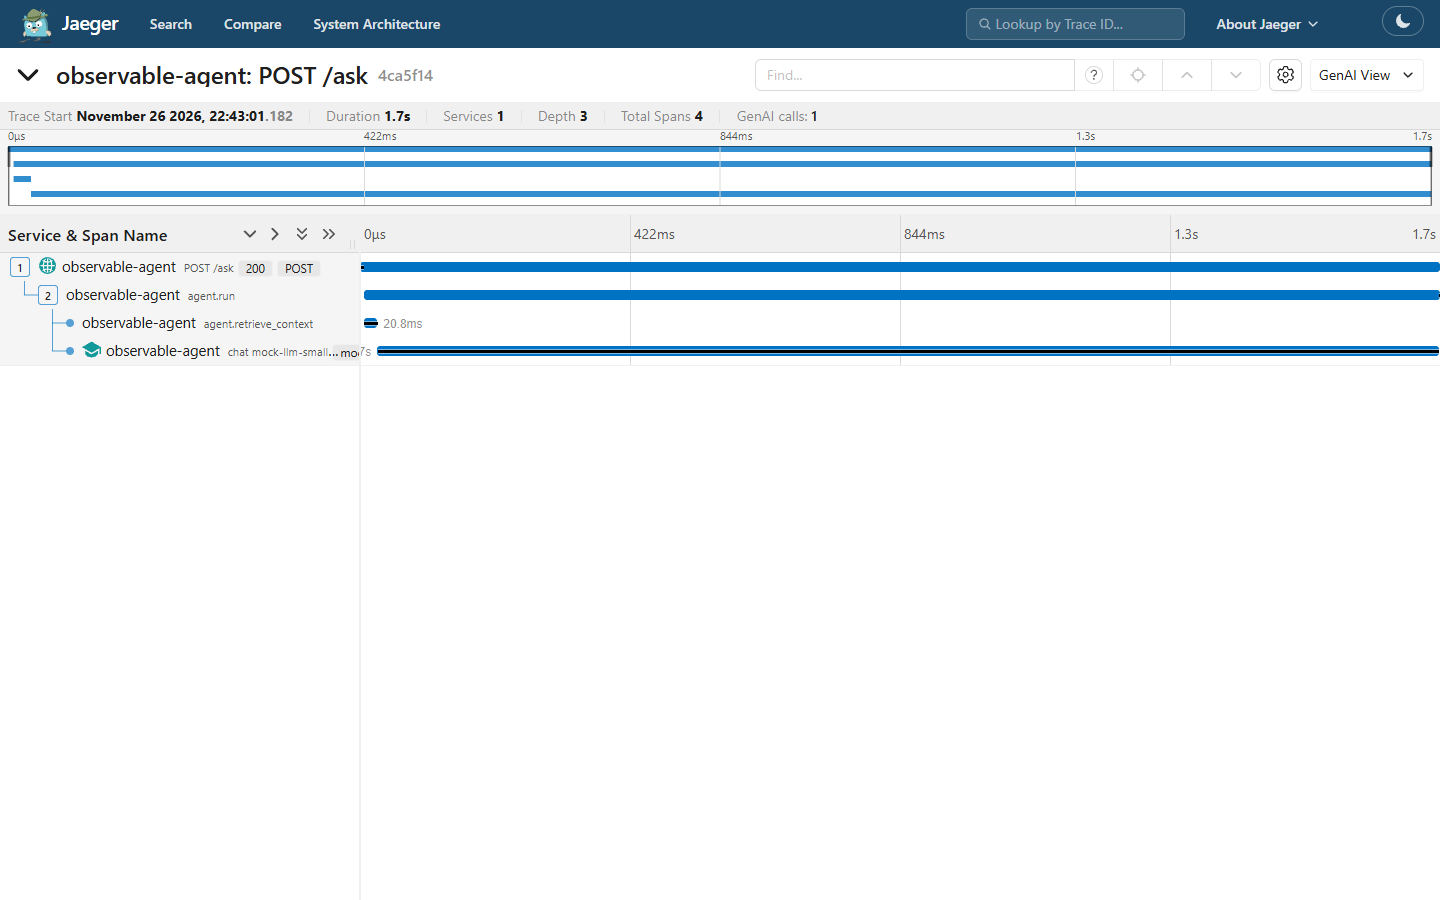 Jaeger Search Compare System Architecture Lookup by Trace ID... About Jaeger
observable-agent: POST /ask 4ca5f14 Find... ? GenAI View
Trace Start November 26 2026, 22:43:01.182 Duration 1.7s Services 1 Depth 3 Total Spans 4 GenAI calls: 1
0μs 422ms 844ms 1.3s 1.7s
Service & Span Name 0μs 422ms 844ms 1.3s 1.7s
1 observable-agent POST /ask 200 POST
2 observable-agent agent.run
observable-agent agent.retrieve_context 20.8ms
observable-agent chat mock-llm-small... mo 7s